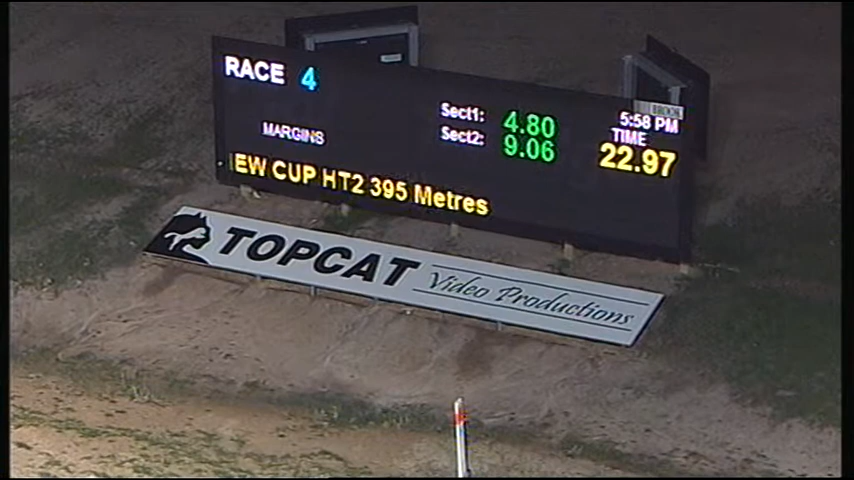 RACE 4
Sect1: 4.80
5:58 PM
MARGINS
Sect2: 9.06
TIME
22.97
EW CUP HT2 395 Metres
TOPCAT Video Productions